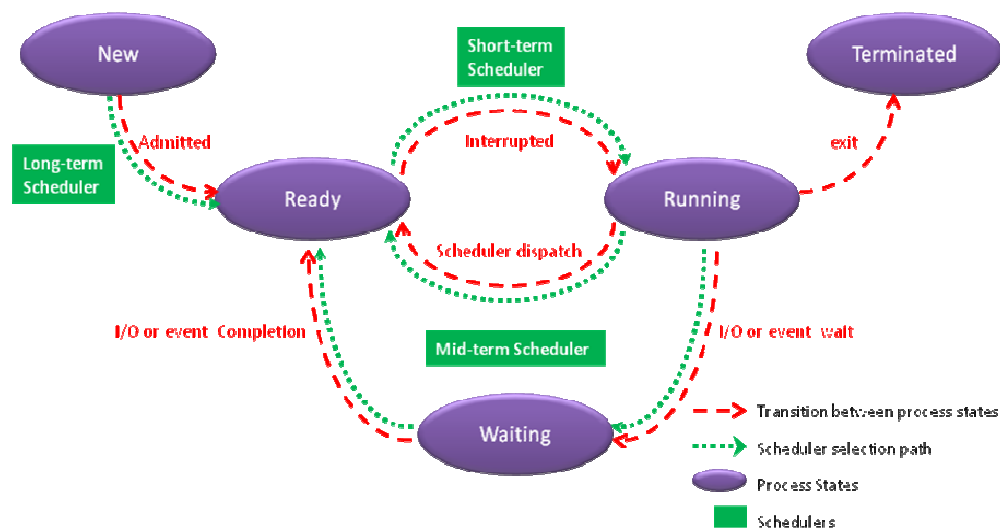 New
Short-term
Scheduler
Terminated
Admitted
Interrupted
exit
Long-term
Scheduler
Ready
Running
Scheduler dispatch
I/O or event Completion
Mid-term Scheduler
I/O or event wait
Waiting
Transition between process states
Scheduler selection path
Process States
Schedulers